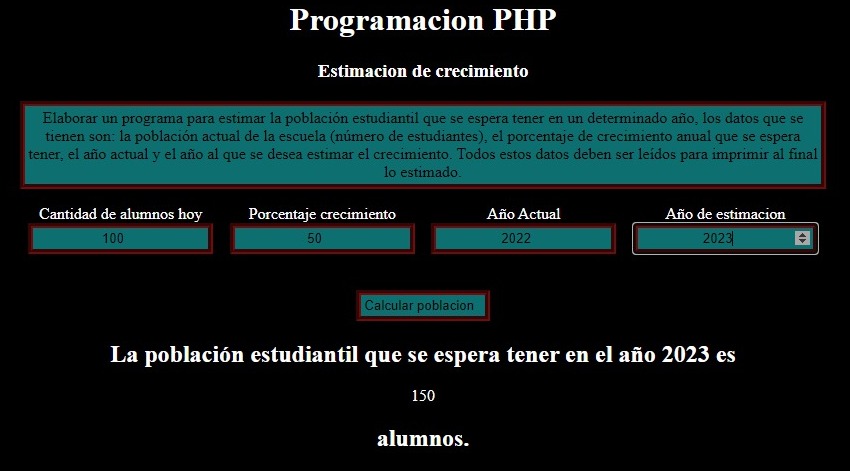 Programacion PHP
Estimacion de crecimiento
Elaborar un programa para estimar la población estudiantil que se espera tener en un determinado año, los datos que se
tienen son: la población actual de la escuela (número de estudiantes), el porcentaje de crecimiento anual que se espera
tener, el año actual y el año al que se desea estimar el crecimiento. Todos estos datos deben ser leídos para imprimir al final
lo estimado.
Cantidad de alumnos hoy Porcentaje crecimiento Año Actual Año de estimacion
100 50 2022 2023
Calcular poblacion
La población estudiantil que se espera tener en el año 2023 es
150
alumnos.